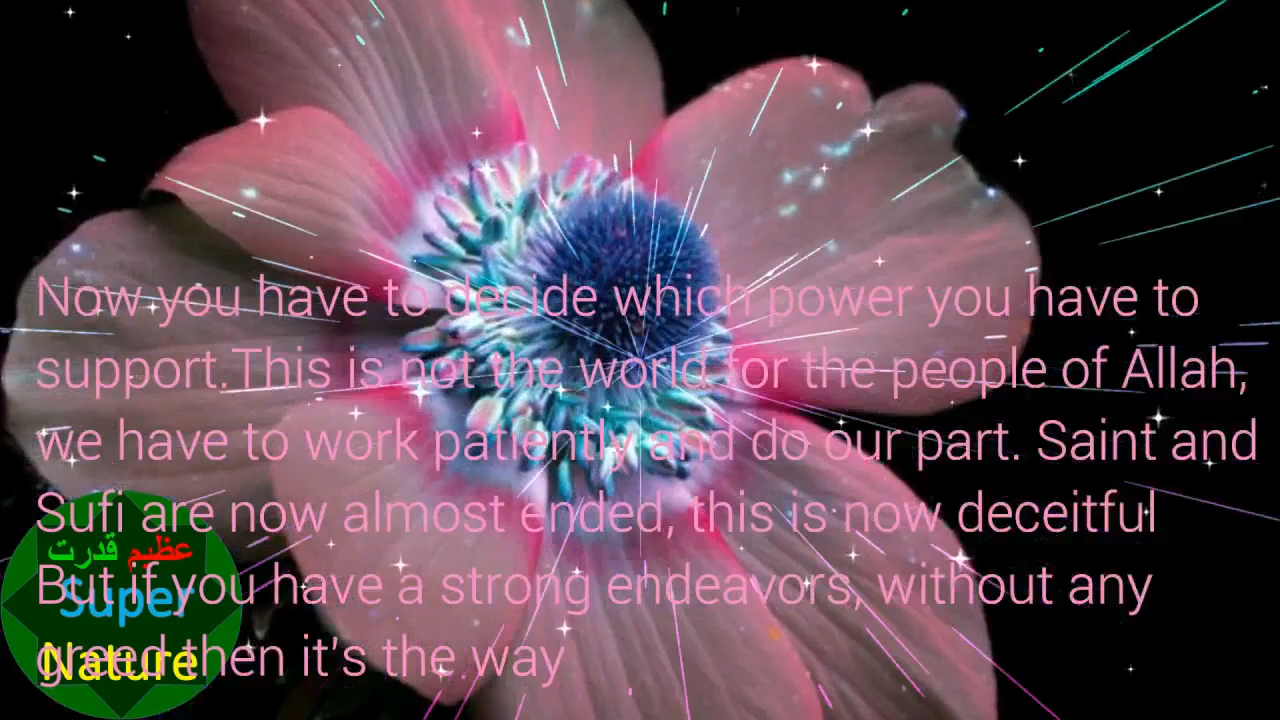 Now you have to decide which power you have to
support.This is not the world for the people of Allah,
we have to work patiently and do our part. Saint and
Sufi are now almost ended, this is now deceitful
But if you have a strong endeavors, without any
greed then it's the way
عظیم قدرت
Super
Nature